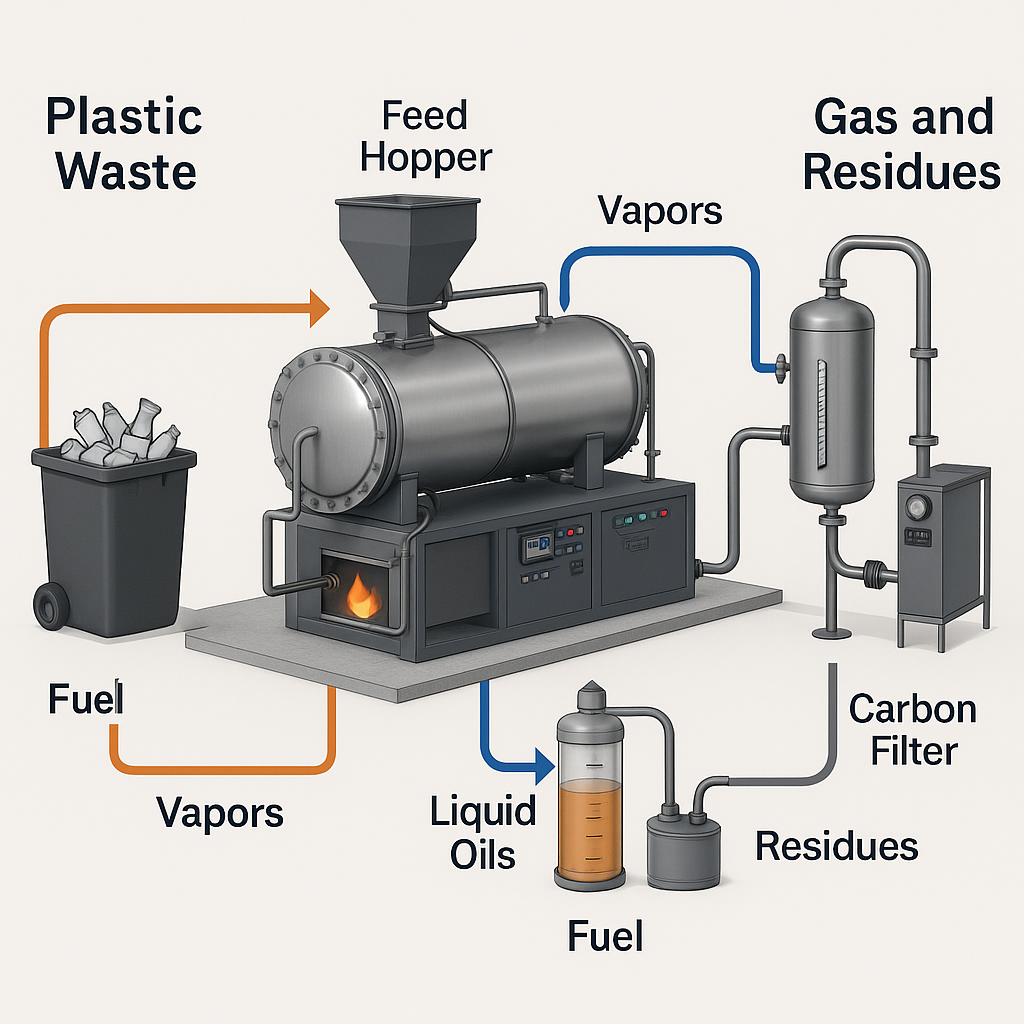 Plastic
Waste
Feed
Hopper
Gas and
Residues
Vapors
Fuel
Vapors
Liquid
Oils
Carbon
Filter
Residues
Fuel